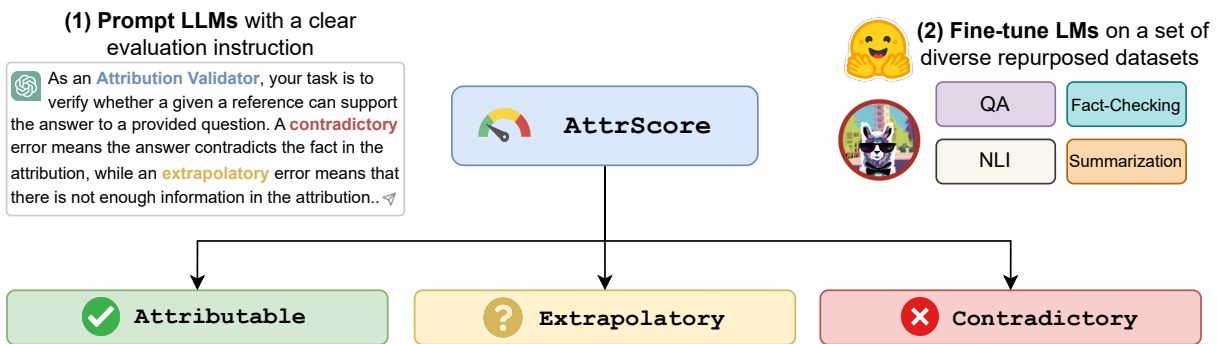 (1) Prompt LLMs with a clear
evaluation instruction
As an Attribution Validator, your task is to
verify whether a given a reference can support
the answer to a provided question. A contradictory
error means the answer contradicts the fact in the
attribution, while an extrapolatory error means that
there is not enough information in the attribution..
AttrScore
(2) Fine-tune LMs on a set of
diverse repurposed datasets
QA
Fact-Checking
NLI
Summarization
Attributable
?
Extrapolatory
Contradictory